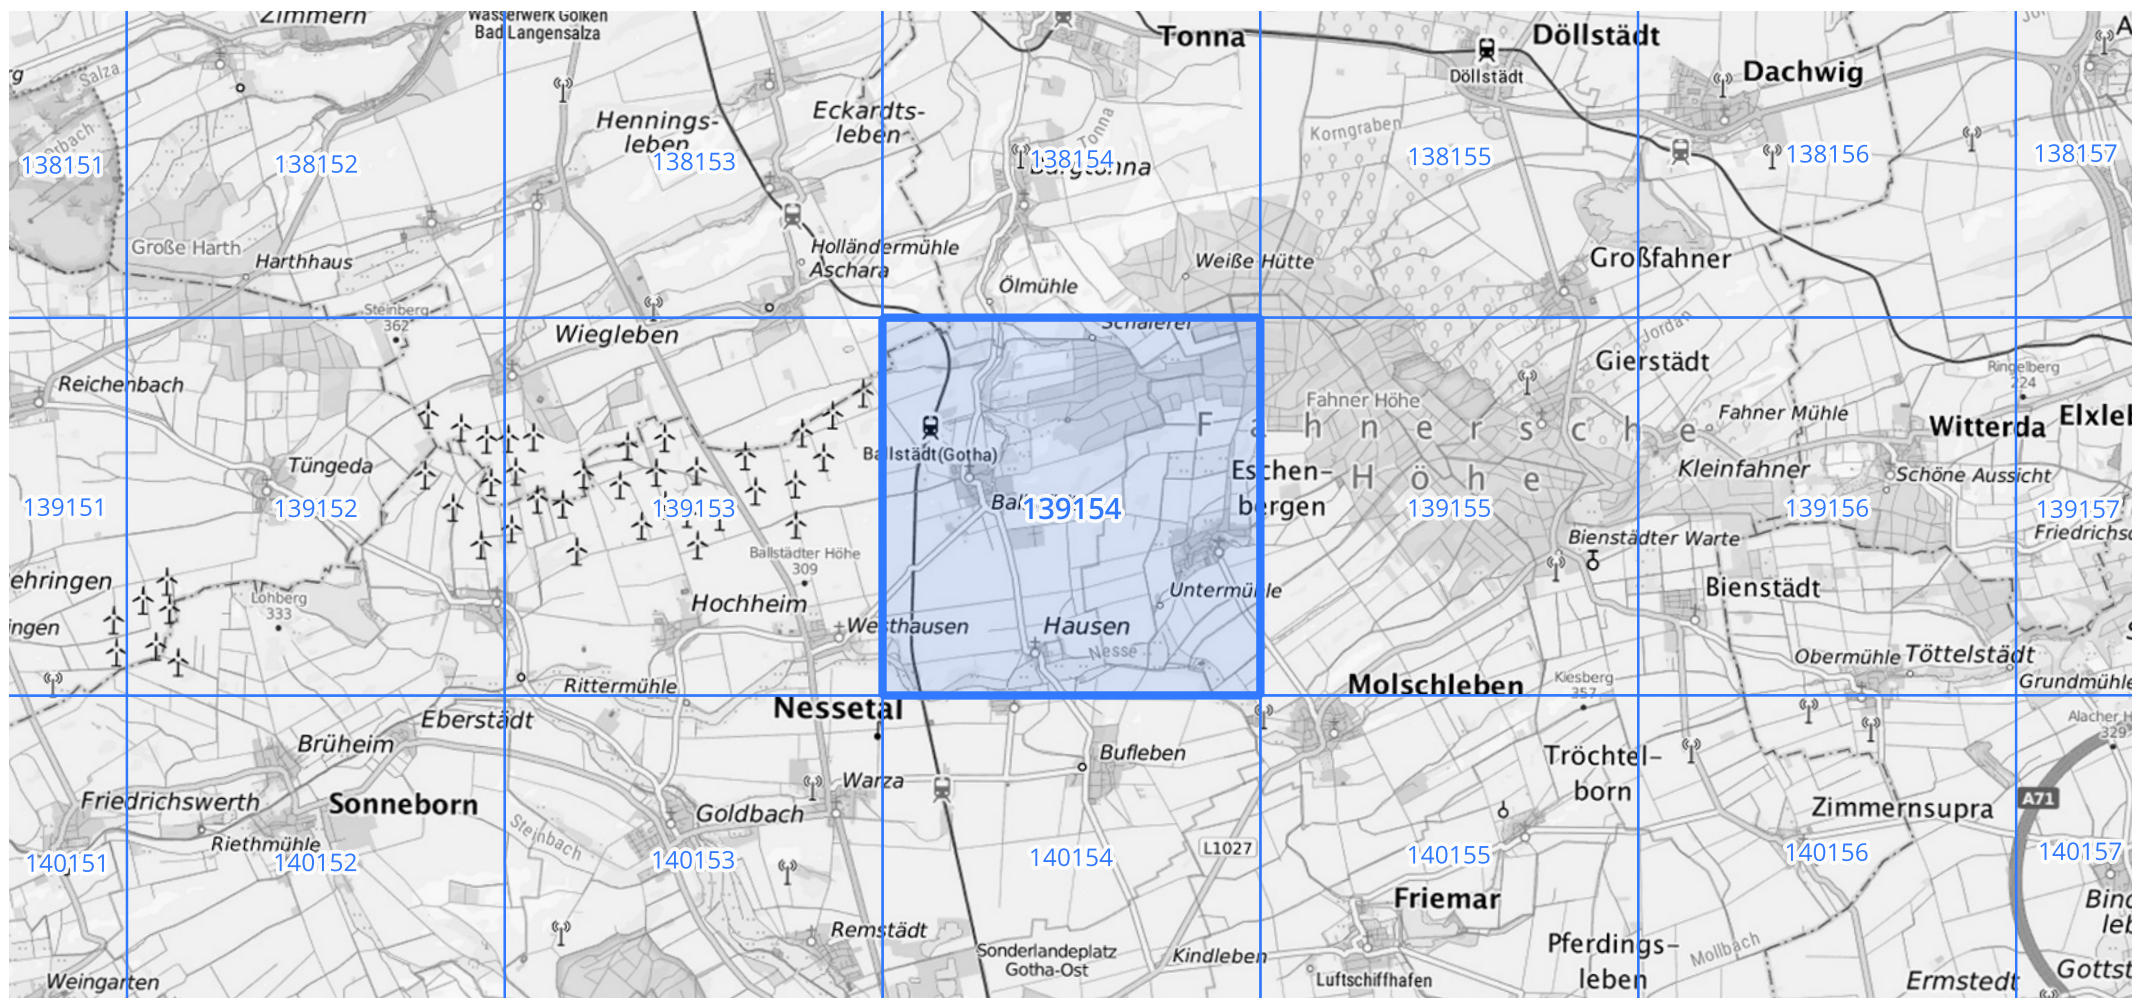 Zimmern
Wasserwerk Golken
Bad Langensalza
Tonna
Döllstädt
Döllstädt
Dachwig
Salza
Orbach
Hennings-
leben
Eckardts-
leben
Tonna
Burgtonna
Korngraben
138151
138152
138153
138154
138155
138156
138157
Große Harth
Harthhaus
Holländermühle
Aschara
Ölmühle
Weiße Hütte
Großfahner
Steinberg
362
Wiegleben
Schäferei
Jordan
Gierstädt
Ringelberg
224
Reichenbach
Fahner Höhe
Fahner Mühle
Witterda
Fahnersche
Höhe
Ballstädt(Gotha)
Tüngeda
Eschen-
bergen
Kleinfahner
Schöne Aussicht
139151
139152
139153
139154
139155
139156
139157
Bienstädter Warte
Ballstädter Höhe
309
ehringen
Lohberg
333
Hochheim
Untermühle
Bienstädt
ingen
Westhausen
Hausen
Nesse
Obermühle
Töttelstädt
Rittermühle
Molschleben
Kiesberg
357
Grundmühle
Nessetal
Eberstädt
Brüheim
Bufleben
Tröchtel-
born
Alacher H
329
Friedrichswerth
Sonneborn
Warza
Goldbach
Zimmernsupra
A71
Steinbach
Riethmühle
L1027
140151
140152
140153
140154
140155
140156
140157
Friemar
Remstädt
Sonderlandeplatz
Gotha-Ost
Kindleben
Pferdings-
leben
Mollbach
Weingarten
Luftschiffhafen
Ermstedt